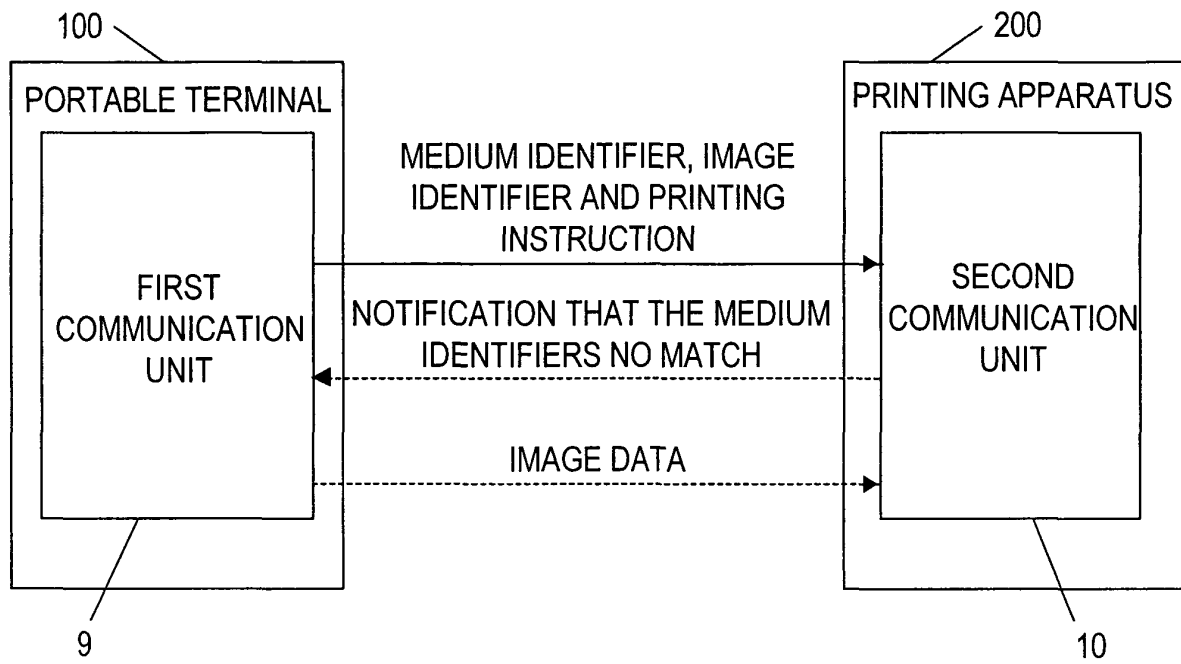 100
200
PORTABLE TERMINAL
PRINTING APPARATUS
MEDIUM IDENTIFIER, IMAGE
IDENTIFIER AND PRINTING
INSTRUCTION
FIRST
COMMUNICATION
UNIT
SECOND
COMMUNICATION
UNIT
NOTIFICATION THAT THE MEDIUM
IDENTIFIERS NO MATCH
IMAGE DATA
9
10